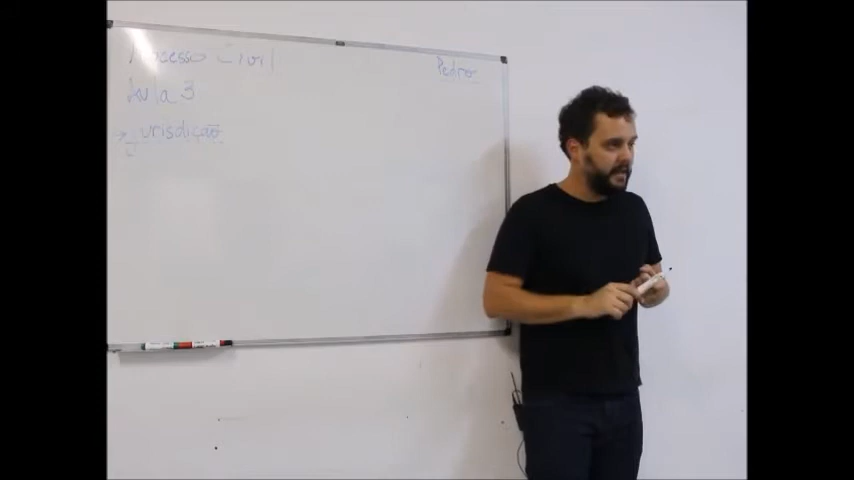 Processo Civil
Pedro
Aula 3
→ Jurisdição